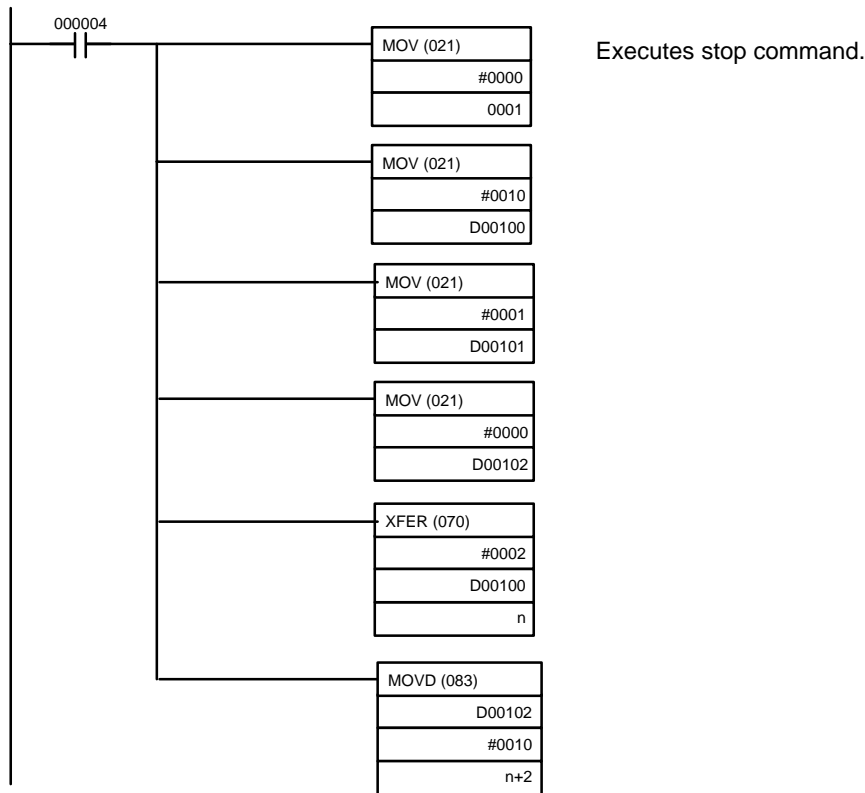 000004
MOV (021)
Executes stop command.
#0000
0001
MOV (021)
#0010
D00100
MOV (021)
#0001
D00101
MOV (021)
#0000
D00102
XFER (070)
#0002
D00100
n
MOVD (083)
D00102
#0010
n+2